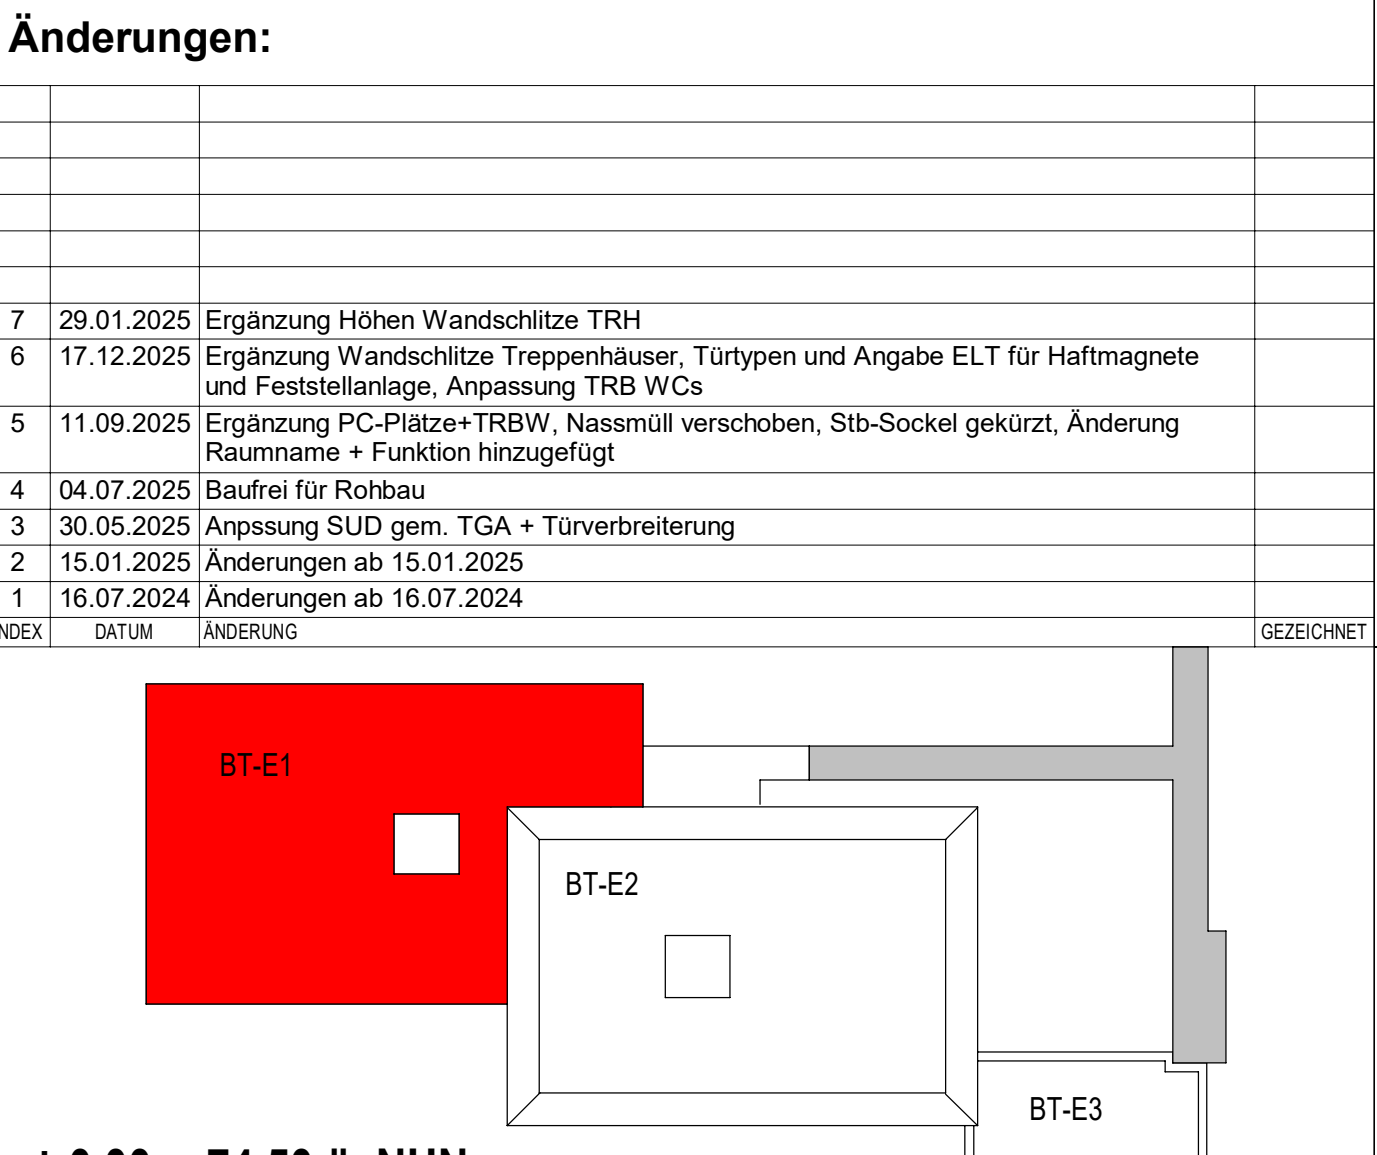 Änderungen:
7 29.01.2025 Ergänzung Höhen Wandschlitze TRH
6 17.12.2025 Ergänzung Wandschlitze Treppenhäuser, Türtypen und Angabe ELT für Haftmagnete
und Feststellanlage, Anpassung TRB WCs
5 11.09.2025 Ergänzung PC-Plätze+TRBW, Nassmüll verschoben, Stb-Sockel gekürzt, Änderung
Raumname + Funktion hinzugefügt
4 04.07.2025 Baufrei für Rohbau
3 30.05.2025 Anpssung SUD gem. TGA + Türverbreiterung
2 15.01.2025 Änderungen ab 15.01.2025
1 16.07.2024 Änderungen ab 16.07.2024
NDEX DATUM ÄNDERUNG GEZEICHNET
BT-E1
BT-E2
BT-E3